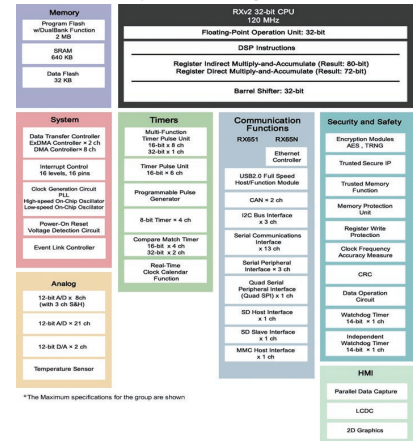 Memory
Program Flash
w/DualBank Function
2 MB
SRAM
640 KB
Data Flash
32 KB
RXv2 32-bit CPU
120 MHz
Floating-Point Operation Unit: 32-bit
DSP Instructions
Register Indirect Multiply-and-Accumulate (Result: 80-bit)
Register Direct Multiply-and-Accumulate (Result: 72-bit)
Barrel Shifter: 32-bit
System
Data Transfer Controller
ExDMA Controller × 2 ch
DMA Controller× 8 ch
Interrupt Control
16 levels, 16 pins
Clock Generation Circuit
PLL
High-speed On-Chip Oscillator
Low-speed On-Chip Oscillator
Power-On Reset
Voltage Detection Circuit
Event Link Controller
Analog
12-bit A/D x 8ch
(with 3 ch S&H)
12-bit A/D × 21 ch
12-bit D/A × 2 ch
Temperature Sensor
Timers
Multi-Function
Timer Pulse Unit
16-bit x 8 ch
32-bit x 1 ch
Timer Pulse Unit
16-bit × 6 ch
Programmable Pulse
Generator
8-bit Timer × 4 ch
Compare Match Timer
16-bit x 4 ch
32-bit x 2 ch
Real-Time
Clock Calendar
Function
Communication
Functions
RX651 RX65N
Ethernet
Controller
USB2.0 Full Speed
Host/Function Module
CAN × 2 ch
I2C Bus Interface
x 3 ch
Serial Communications
Interface
x 13 ch
Serial Peripheral
Interface × 3 ch
Quad Serial
Peripheral Interface
(Quad SPI) x 1 ch
SD Host Interface
x 1 ch
SD Slave Interface
x 1 ch
MMC Host Interface
x 1 ch
Security and Safety
Encryption Modules
AES , TRNG
Trusted Secure IP
Trusted Memory
Function
Memory Protection
Unit
Register Write
Protection
Clock Frequency
Accuracy Measure
CRC
Data Operation
Circuit
Watchdog Timer
14-bit × 1 ch
Independent
Watchdog Timer
14-bit × 1 ch
HMI
Parallel Data Capture
LCDC
2D Graphics
*The Maximum specifications for the group are shown